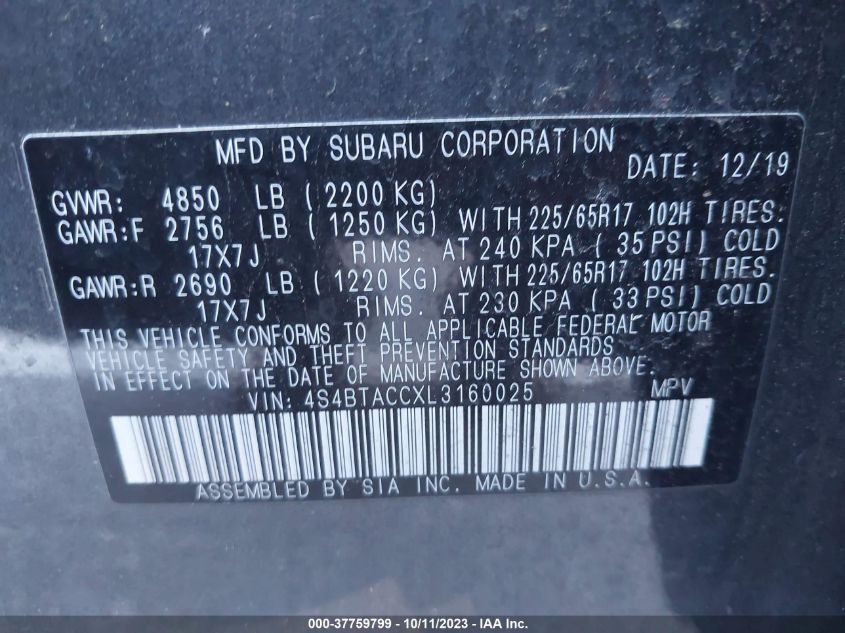 MFD BY SUBARU CORPORATION
DATE: 12/19
GVWR: 4850 LB ( 2200 KG)
GAWR:F 2756 LB ( 1250 KG) WITH 225/65R17 102H TIRES.
17X7J RIMS. AT 240 KPA ( 35 PSI) COLD
GAWR:R 2690 LB ( 1220 KG) WITH 225/65R17 102H TIRES.
17X7J RIMS. AT 230 KPA ( 33 PSI) COLD
THIS VEHICLE CONFORMS TO ALL APPLICABLE FEDERAL MOTOR
VEHICLE SAFETY AND THEFT PREVENTION STANDARDS
IN EFFECT ON THE DATE OF MANUFACTURE SHOWN ABOVE.
VIN: 4S4BTACCXL3160025 MPV
ASSEMBLED BY SIA INC. MADE IN U.S.A.
000-37759799 - 10/11/2023 - IAA Inc.